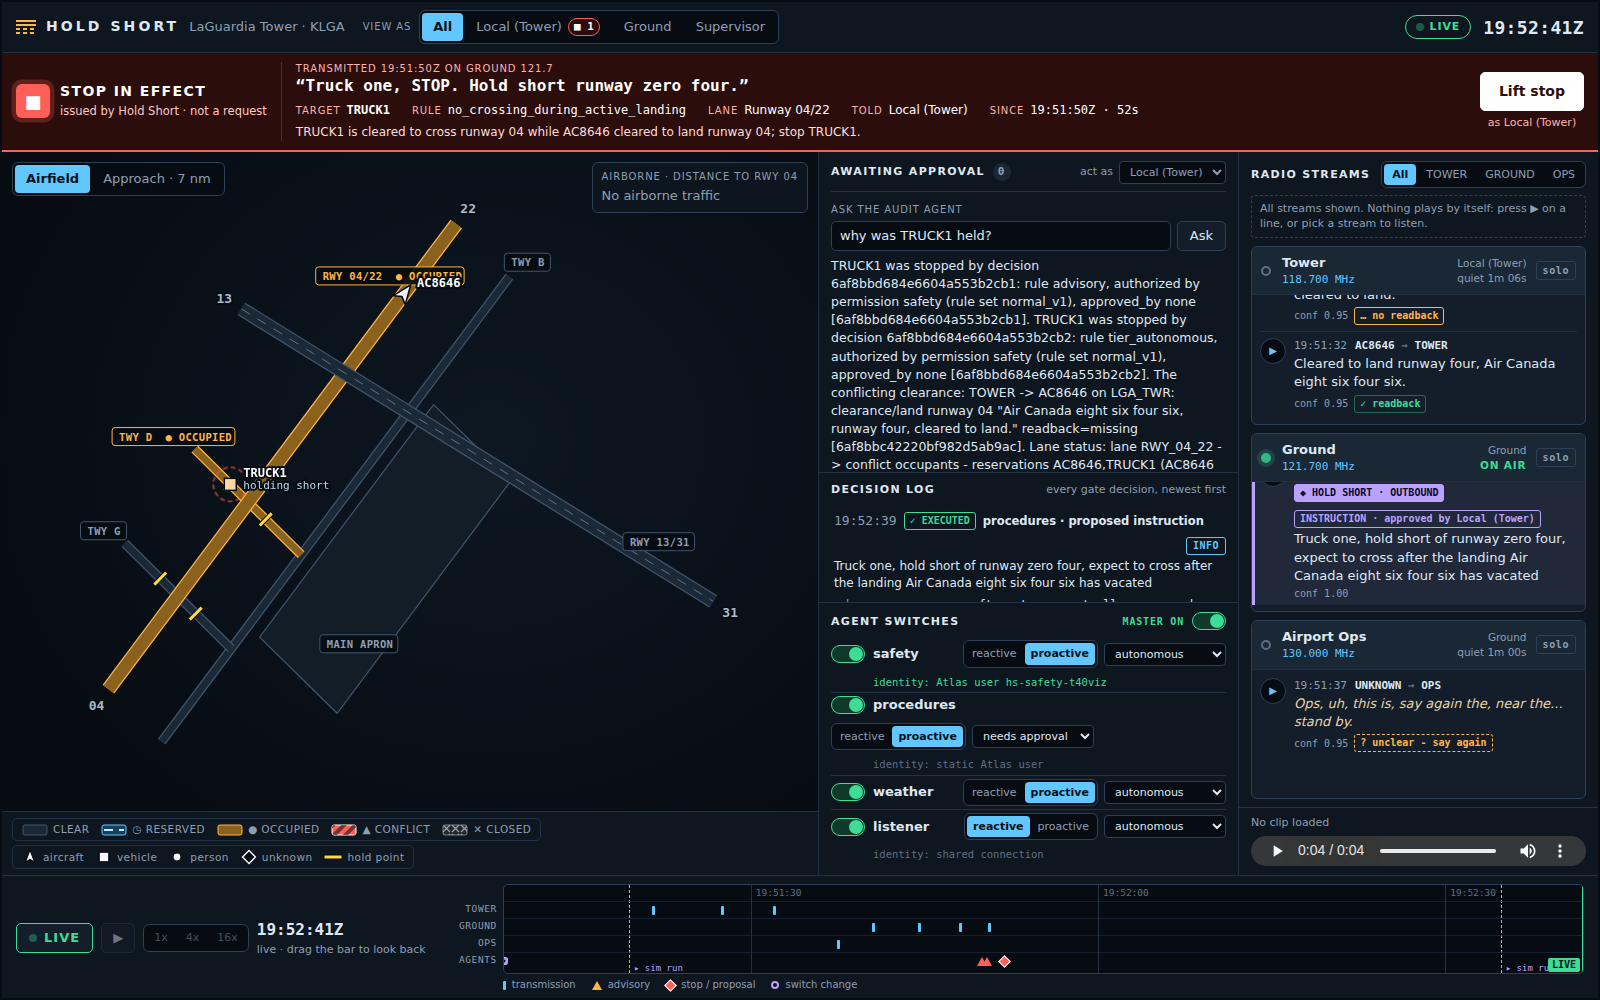 HOLD SHORT LaGuardia Tower · KLGA VIEW AS All Local (Tower) ■ 1 Ground Supervisor LIVE 19:52:41Z
STOP IN EFFECT
issued by Hold Short · not a request
TRANSMITTED 19:51:50Z ON GROUND 121.7
“Truck one, STOP. Hold short runway zero four.”
TARGET TRUCK1 RULE no_crossing_during_active_landing LANE Runway 04/22 TOLD Local (Tower) SINCE 19:51:50Z · 52s
TRUCK1 is cleared to cross runway 04 while AC8646 cleared to land runway 04; stop TRUCK1.
Lift stop
as Local (Tower)
Airfield Approach · 7 nm
AIRBORNE · DISTANCE TO RWY 04
No airborne traffic
22
TWY B
RWY 04/22 ● OCCUPIED
AC8646
13
TWY D ● OCCUPIED
TRUCK1
holding short
TWY G
RWY 13/31
31
MAIN APRON
04
CLEAR ◷ RESERVED ● OCCUPIED ▲ CONFLICT ✕ CLOSED
aircraft vehicle person unknown hold point
AWAITING APPROVAL 0 act as Local (Tower)
ASK THE AUDIT AGENT
why was TRUCK1 held? Ask
TRUCK1 was stopped by decision
6af8bbd684e6604a553b2cb1: rule advisory, authorized by
permission safety (rule set normal_v1), approved_by none
[6af8bbd684e6604a553b2cb1]. TRUCK1 was stopped by
decision 6af8bbd684e6604a553b2cb2: rule tier_autonomous,
authorized by permission safety (rule set normal_v1),
approved_by none [6af8bbd684e6604a553b2cb2]. The
conflicting clearance: TOWER -> AC8646 on LGA_TWR:
clearance/land runway 04 "Air Canada eight six four six,
runway four, cleared to land." readback=missing
[6af8bbc42220bf982d5ab9ac]. Lane status: lane RWY_04_22 -
> conflict occupants - reservations AC8646,TRUCK1 (AC8646
DECISION LOG every gate decision, newest first
19:52:39 ✓ EXECUTED procedures · proposed instruction
INFO
Truck one, hold short of runway zero four, expect to cross after
the landing Air Canada eight six four six has vacated
AGENT SWITCHES MASTER ON
safety reactive proactive autonomous
identity: Atlas user hs-safety-t40viz
procedures
reactive proactive needs approval
identity: static Atlas user
weather reactive proactive autonomous
listener reactive proactive autonomous
identity: shared connection
RADIO STREAMS All TOWER GROUND OPS
All streams shown. Nothing plays by itself: press ▶ on a
line, or pick a stream to listen.
Tower Local (Tower)
118.700 MHz quiet 1m 06s solo
cleared to land.
conf 0.95 … no readback
19:51:32 AC8646 → TOWER
Cleared to land runway four, Air Canada
eight six four six.
conf 0.95 ✓ readback
Ground Ground
121.700 MHz ON AIR solo
◆ HOLD SHORT · OUTBOUND
INSTRUCTION · approved by Local (Tower)
Truck one, hold short of runway zero four,
expect to cross after the landing Air
Canada eight six four six has vacated
conf 1.00
Airport Ops Ground
130.000 MHz quiet 1m 00s solo
19:51:37 UNKNOWN → OPS
Ops, uh, this is, say again the, near the…
stand by.
conf 0.95 ? unclear - say again
No clip loaded
0:04 / 0:04
LIVE ▶ 1x 4x 16x 19:52:41Z
live · drag the bar to look back
19:51:30 19:52:00 19:52:30
TOWER
GROUND
OPS
AGENTS
▸ sim run ▸ sim ru LIVE
transmission advisory stop / proposal switch change